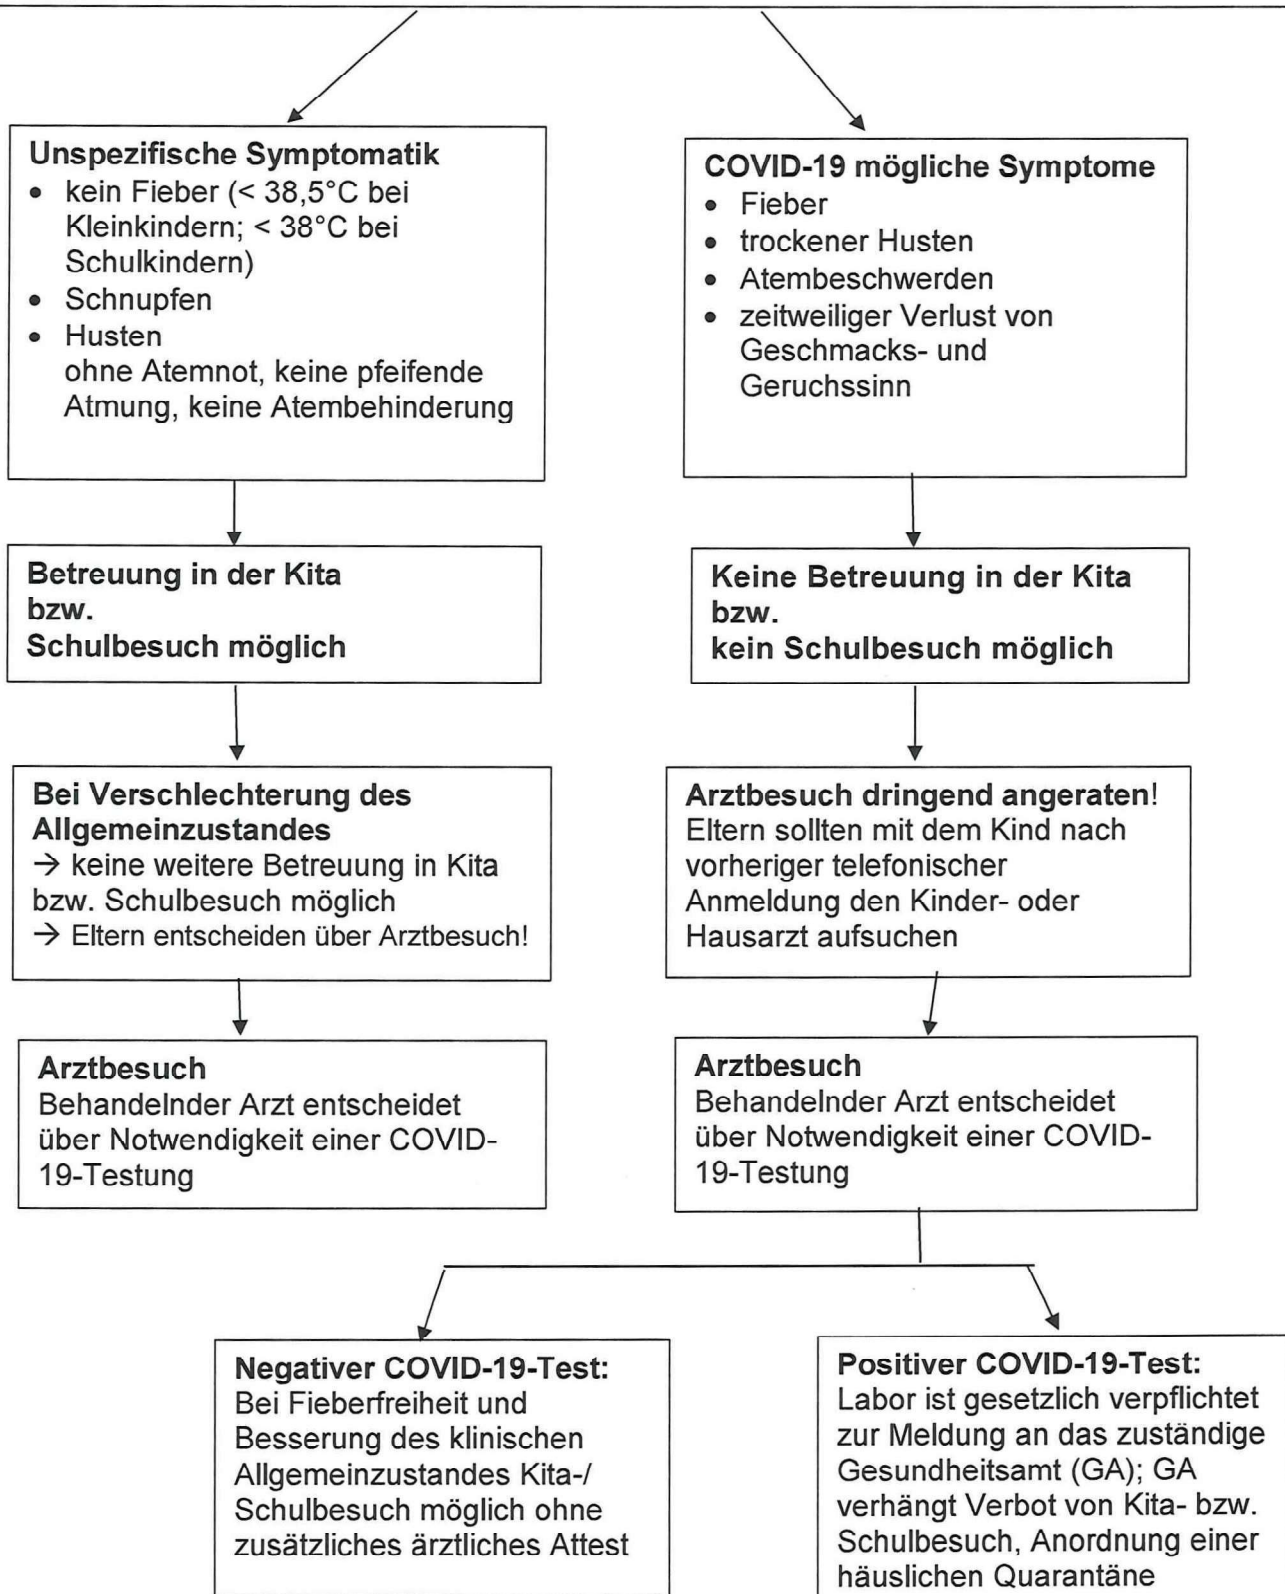 Unspezifische Symptomatik
• kein Fieber (< 38,5°C bei
Kleinkindern; < 38°C bei
Schulkindern)
• Schnupfen
• Husten
ohne Atemnot, keine pfeifende
Atmung, keine Atembehinderung
COVID-19 mögliche Symptome
• Fieber
• trockener Husten
• Atembeschwerden
• zeitweiliger Verlust von
Geschmacks- und
Geruchssinn
Betreuung in der Kita
bzw.
Schulbesuch möglich
Keine Betreuung in der Kita
bzw.
kein Schulbesuch möglich
Bei Verschlechterung des
Allgemeinzustandes
→ keine weitere Betreuung in Kita
bzw. Schulbesuch möglich
→ Eltern entscheiden über Arztbesuch!
Arztbesuch dringend angeraten!
Eltern sollten mit dem Kind nach
vorheriger telefonischer
Anmeldung den Kinder- oder
Hausarzt aufsuchen
Arztbesuch
Behandelnder Arzt entscheidet
über Notwendigkeit einer COVID-
19-Testung
Arztbesuch
Behandelnder Arzt entscheidet
über Notwendigkeit einer COVID-
19-Testung
Negativer COVID-19-Test:
Bei Fieberfreiheit und
Besserung des klinischen
Allgemeinzustandes Kita-/
Schulbesuch möglich ohne
zusätzliches ärztliches Attest
Positiver COVID-19-Test:
Labor ist gesetzlich verpflichtet
zur Meldung an das zuständige
Gesundheitsamt (GA); GA
verhängt Verbot von Kita- bzw.
Schulbesuch, Anordnung einer
häuslichen Quarantäne